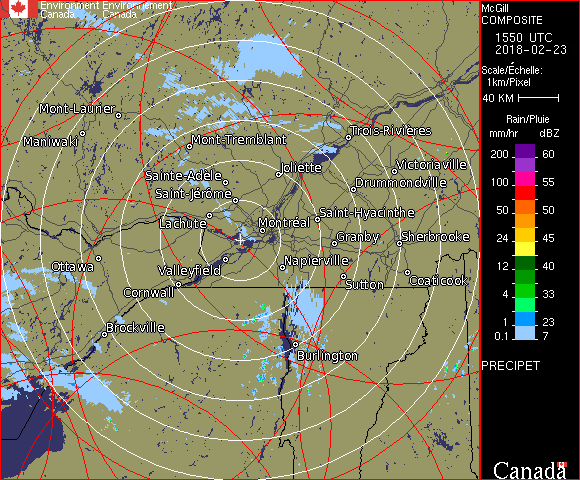 Environment Environnement
Canada Canada
McGill
COMPOSITE
1550 UTC
2018-02-23
Scale/Échelle:
1km/Pixel
40 KM
Rain/Pluie
mm/hr dBZ
200 60
155
100 55
50 50
24 45
12 40
4 33
1 23
0.1 7
PRECIPET
Canada
Mont-Laurier
Maniwaki
Mont-Tremblant
Trois-Rivières
Sainte-Adele
Joliette
Victoriaville
Saint-Jérôme
Drummondville
Lachute
Montréal
Saint-Hyacinthe
Granby
Sherbrooke
Ottawa
Valleyfield
Napierville
Cornwall
Sutton
Coaticook
Brockville
Burlington